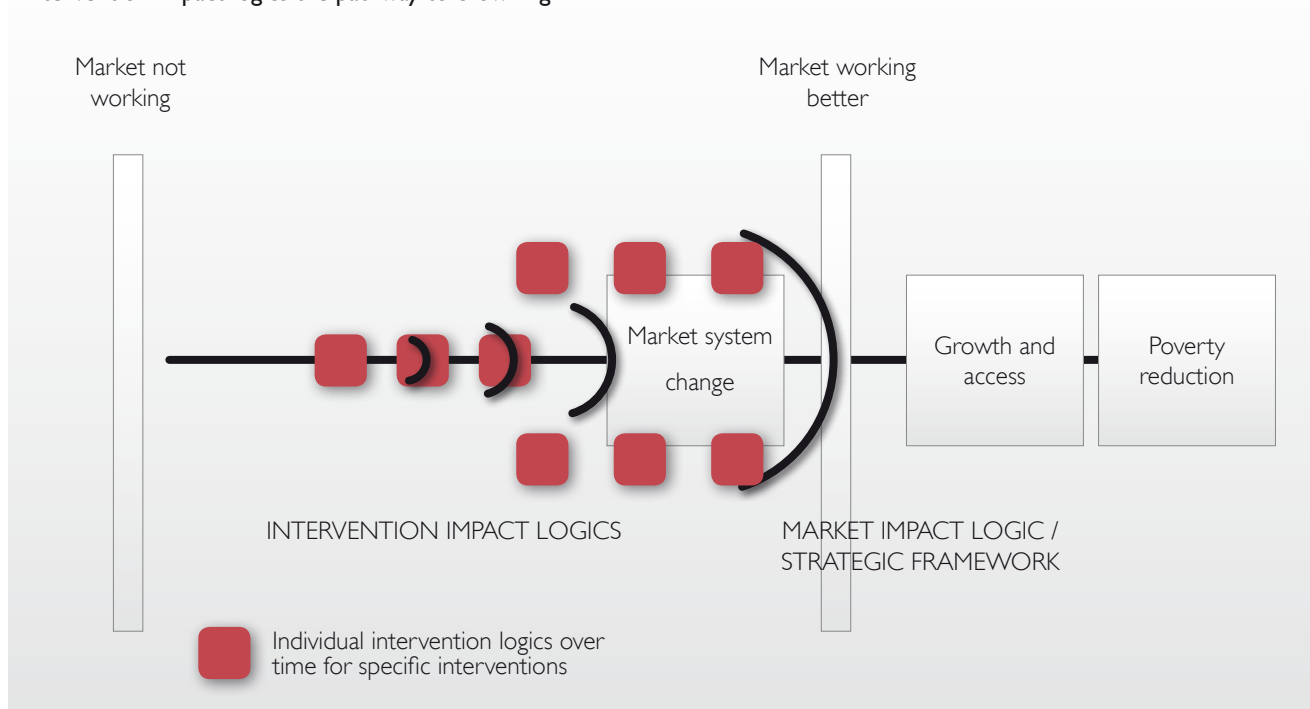 Market not
working
Market working
better
Market system
change
Growth and
access
Poverty
reduction
INTERVENTION IMPACT LOGICS
MARKET IMPACT LOGIC /
STRATEGIC FRAMEWORK
Individual intervention logics over
time for specific interventions